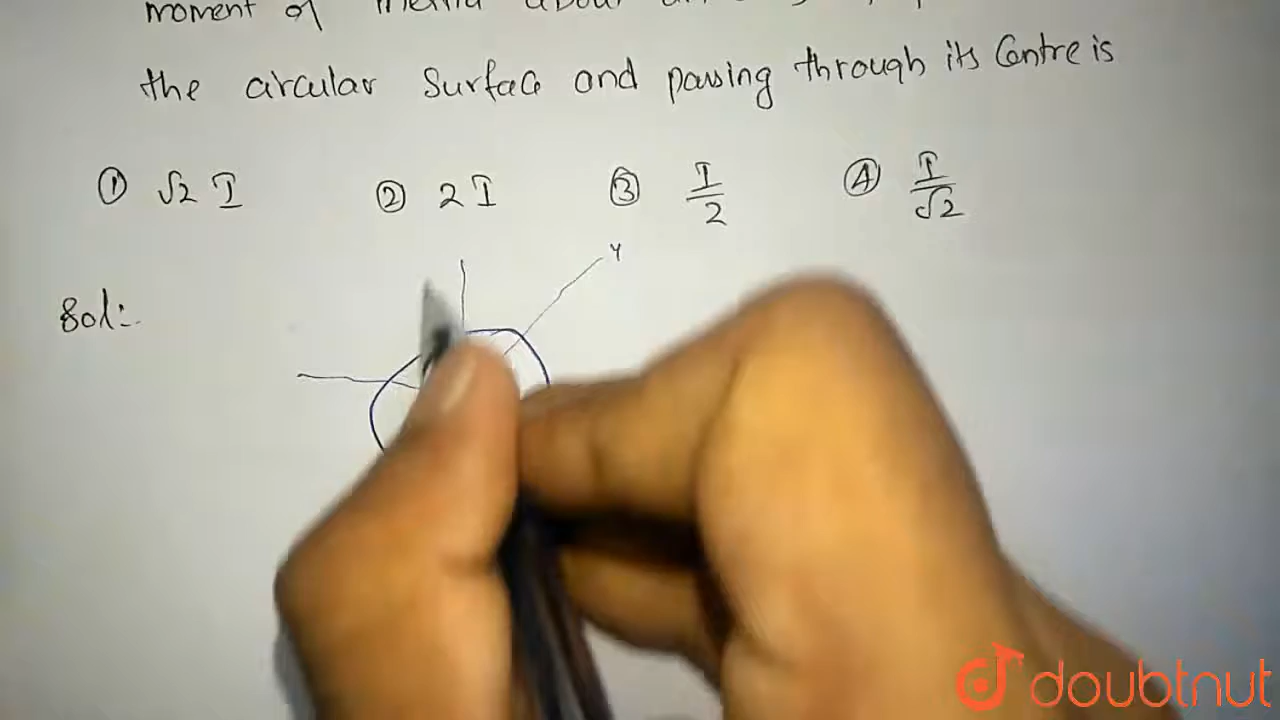 moment of
the circular surface and passing through its Centre is
① √2 I ② 2 I ③ I/2 ④ I/√2
Sol:
Y
doubtnut